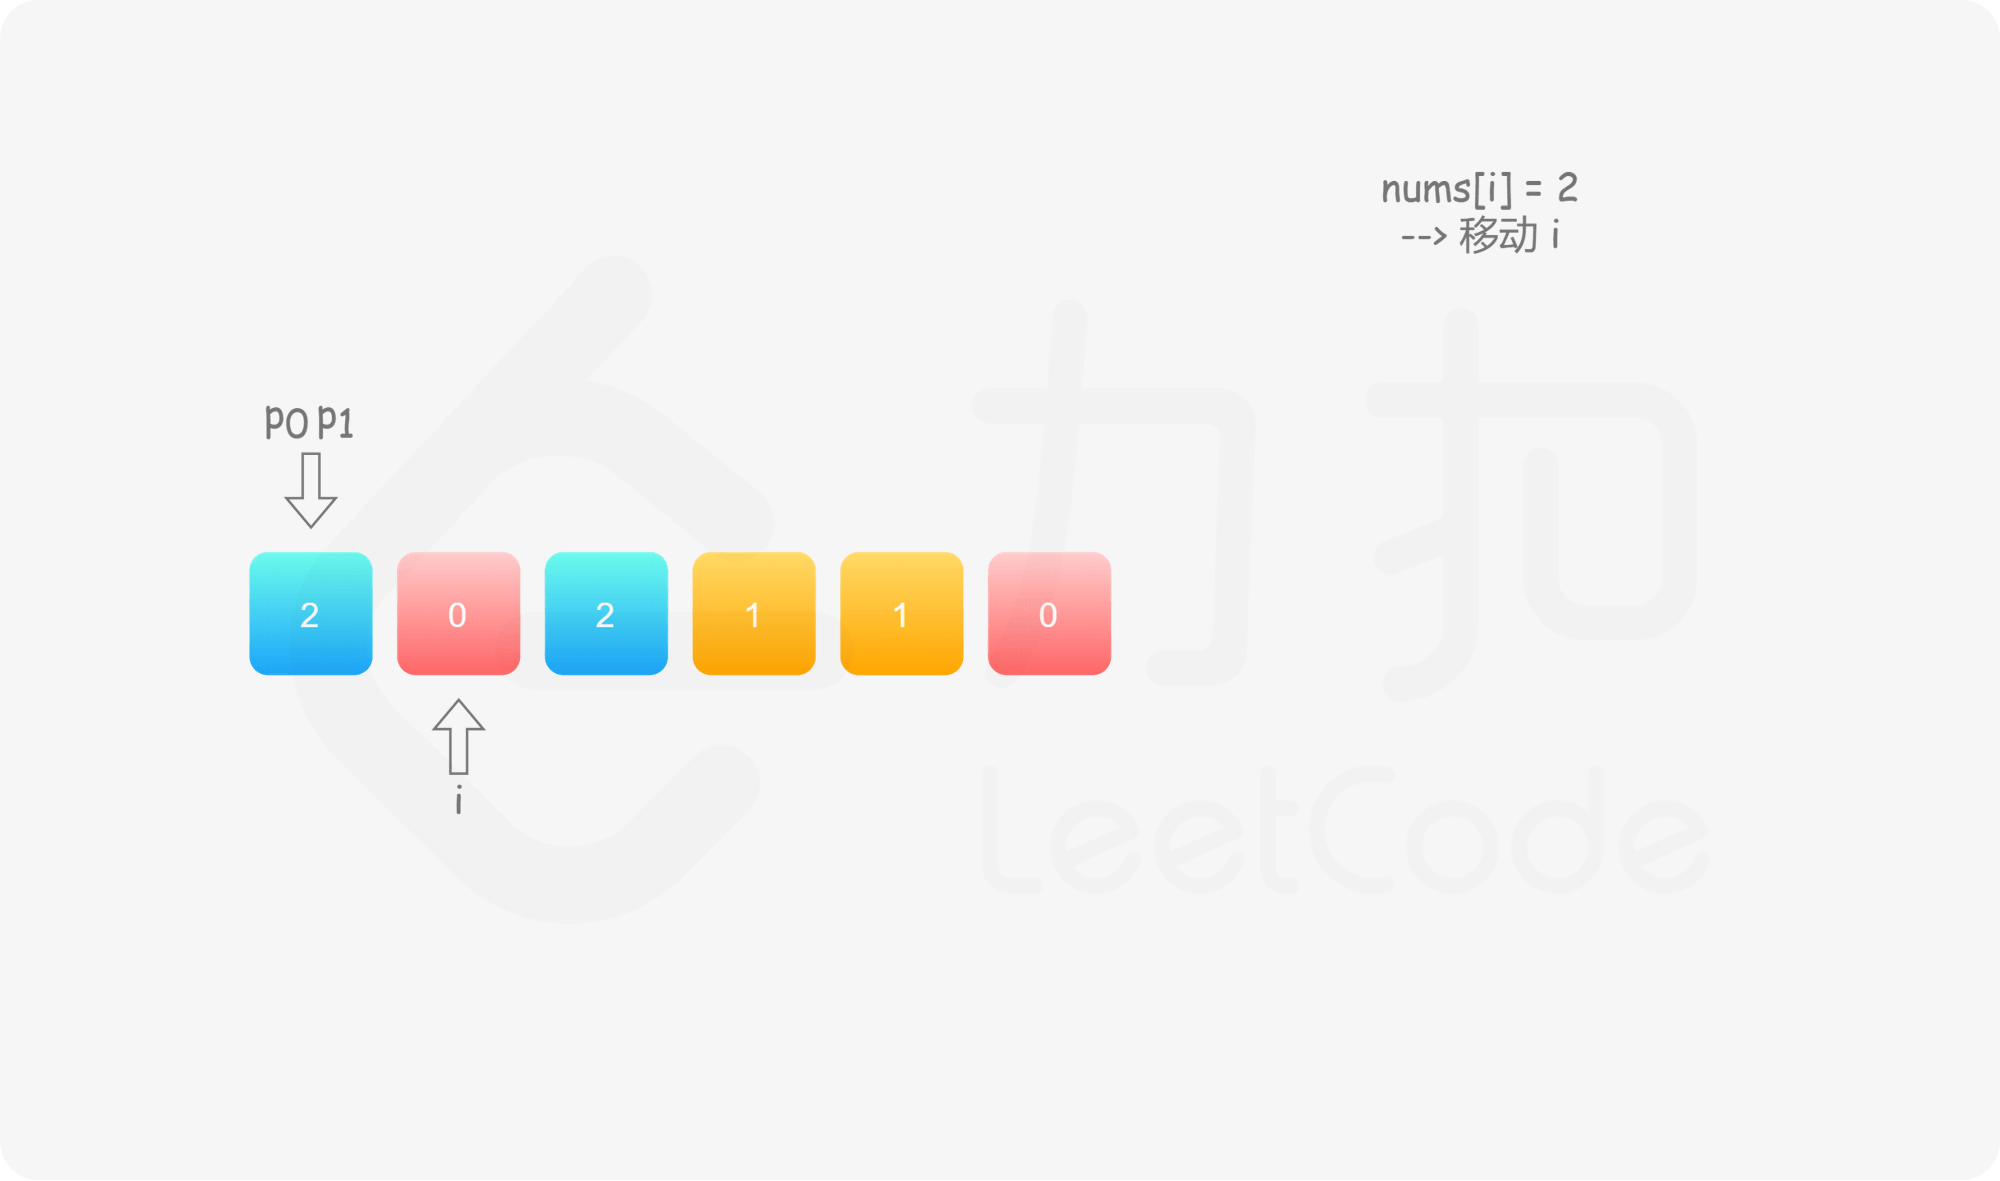 nums[i] = 2
--> 移动 i
p0 p1
2 0 2 1 1 0
i
力扣
LeetCode